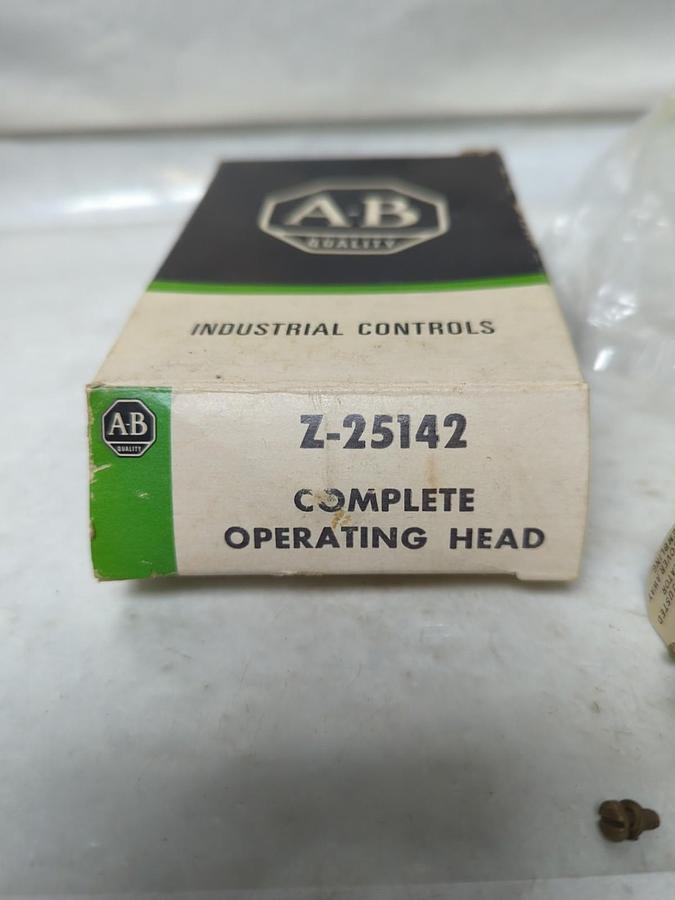 A-B
QUALITY
INDUSTRIAL CONTROLS
A-B
QUALITY
Z-25142
COMPLETE
OPERATING HEAD